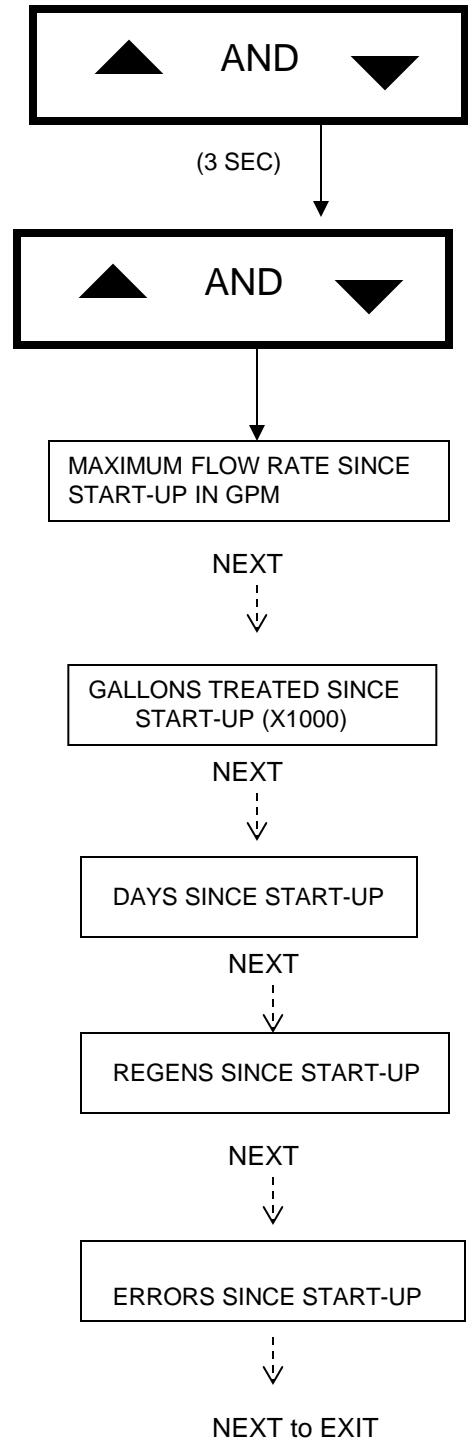 AND
(3 SEC)
AND
MAXIMUM FLOW RATE SINCE
START-UP IN GPM
NEXT
GALLONS TREATED SINCE
START-UP (X1000)
NEXT
DAYS SINCE START-UP
NEXT
REGENS SINCE START-UP
NEXT
ERRORS SINCE START-UP
NEXT to EXIT